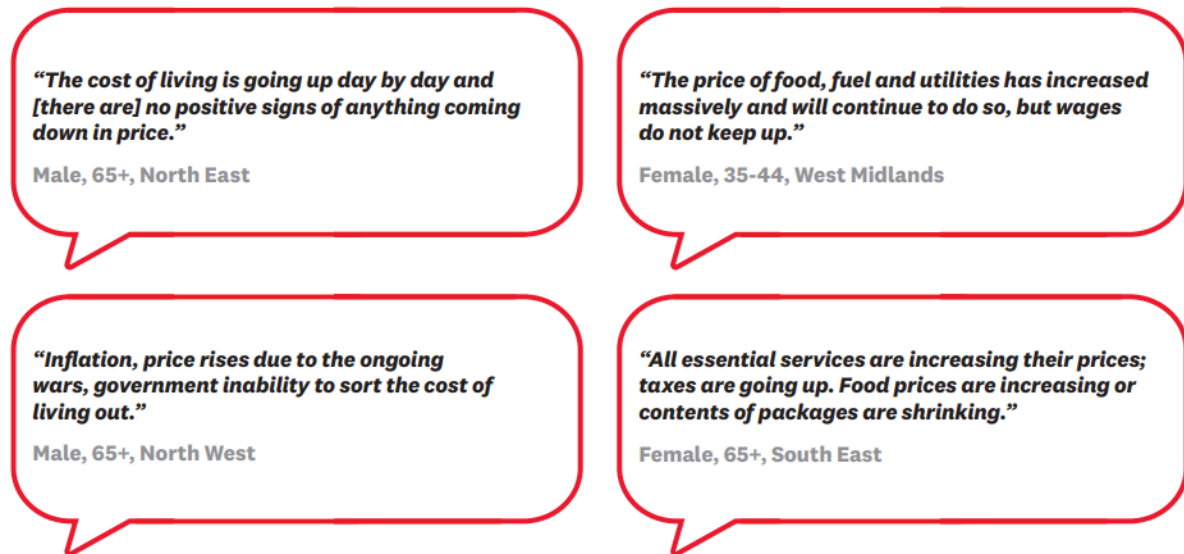 “The cost of living is going up day by day and
[there are] no positive signs of anything coming
down in price.”
Male, 65+, North East
“The price of food, fuel and utilities has increased
massively and will continue to do so, but wages
do not keep up.”
Female, 35-44, West Midlands
“Inflation, price rises due to the ongoing
wars, government inability to sort the cost of
living out.”
Male, 65+, North West
“All essential services are increasing their prices;
taxes are going up. Food prices are increasing or
contents of packages are shrinking.”
Female, 65+, South East